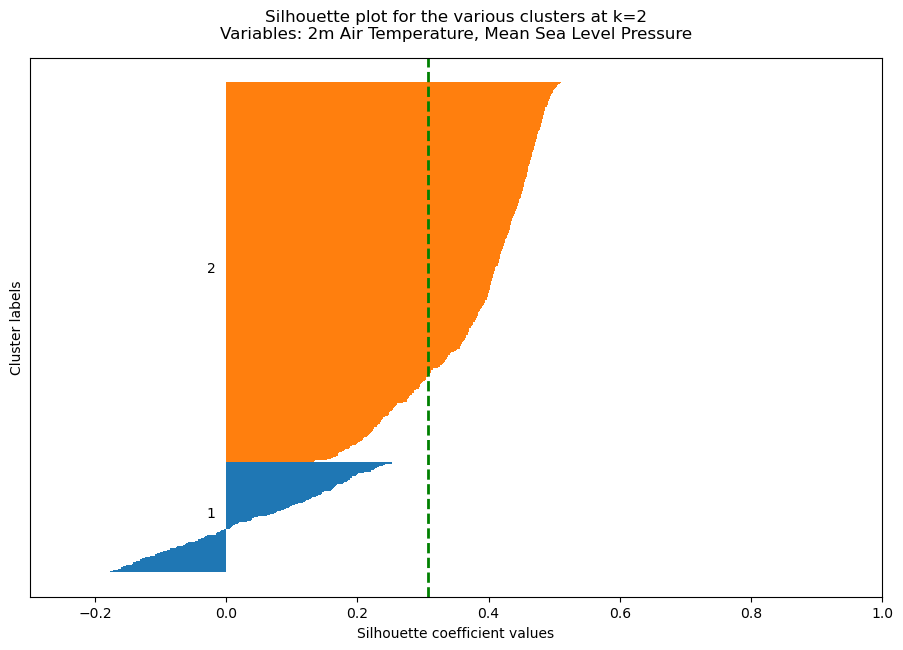 Silhouette plot for the various clusters at k=2
Variables: 2m Air Temperature, Mean Sea Level Pressure
2
1
Cluster labels
−0.2 0.0 0.2 0.4 0.6 0.8 1.0
Silhouette coefficient values